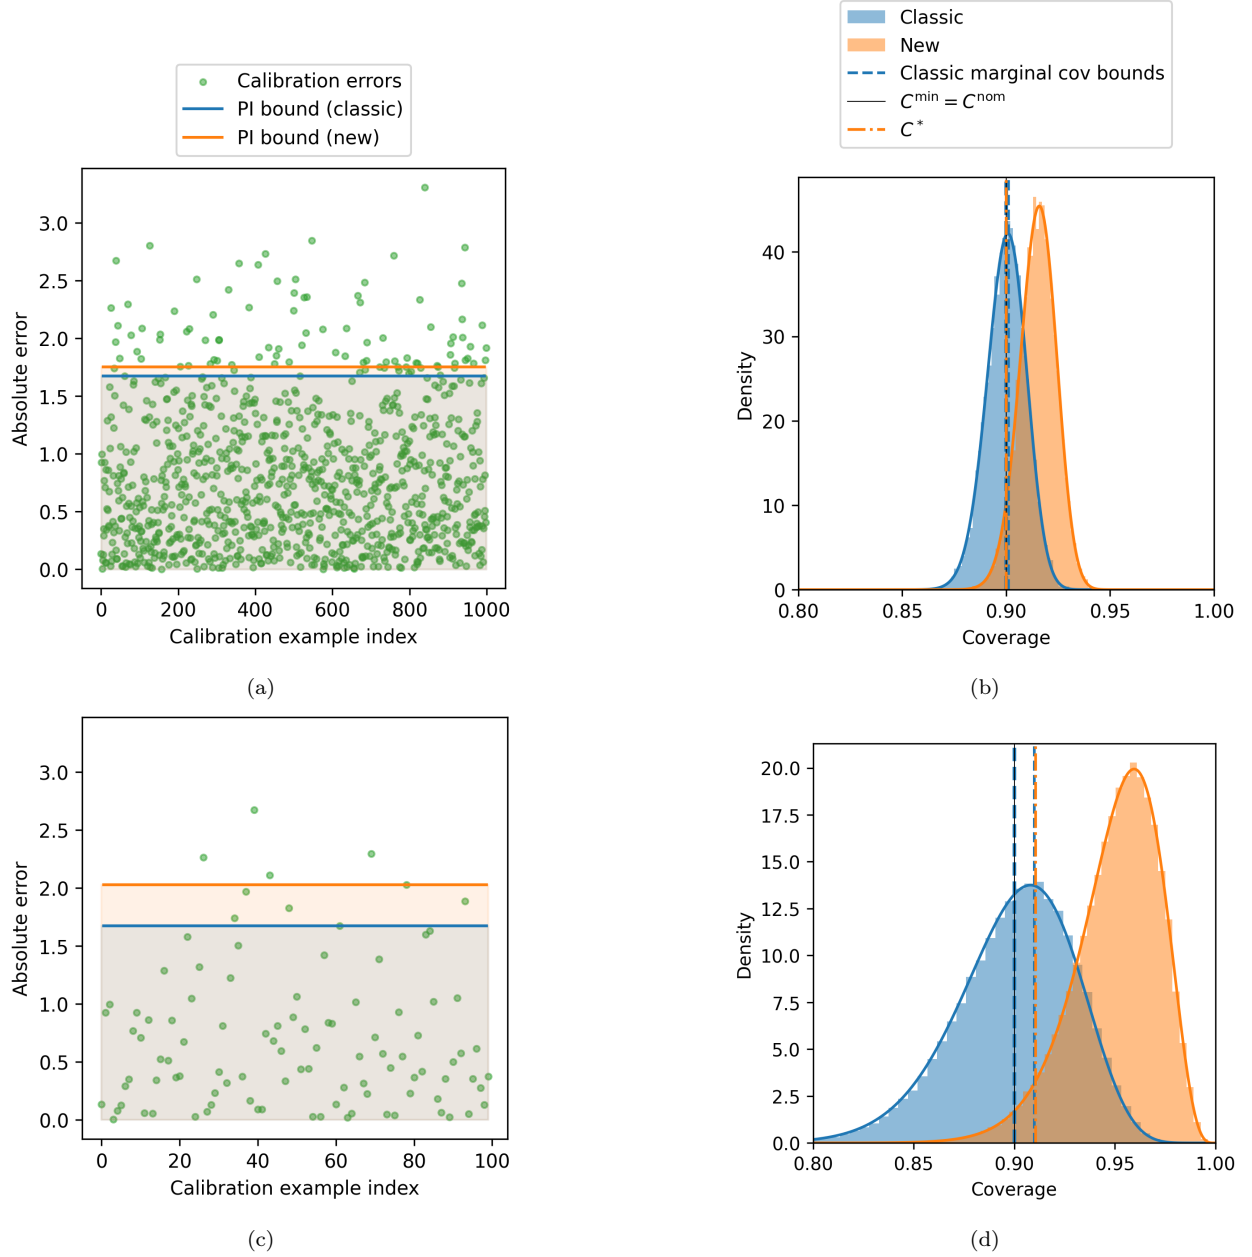 Calibration errors
PI bound (classic)
PI bound (new)
Absolute error
3.0
2.5
2.0
1.5
1.0
0.5
0.0
0 200 400 600 800 1000
Calibration example index
(a)
Classic
New
Classic marginal cov bounds
C^min = C^nom
C^*
Density
40
30
20
10
0
0.80 0.85 0.90 0.95 1.00
Coverage
(b)
Absolute error
3.0
2.5
2.0
1.5
1.0
0.5
0.0
0 20 40 60 80 100
Calibration example index
(c)
Density
20.0
17.5
15.0
12.5
10.0
7.5
5.0
2.5
0.0
0.80 0.85 0.90 0.95 1.00
Coverage
(d)